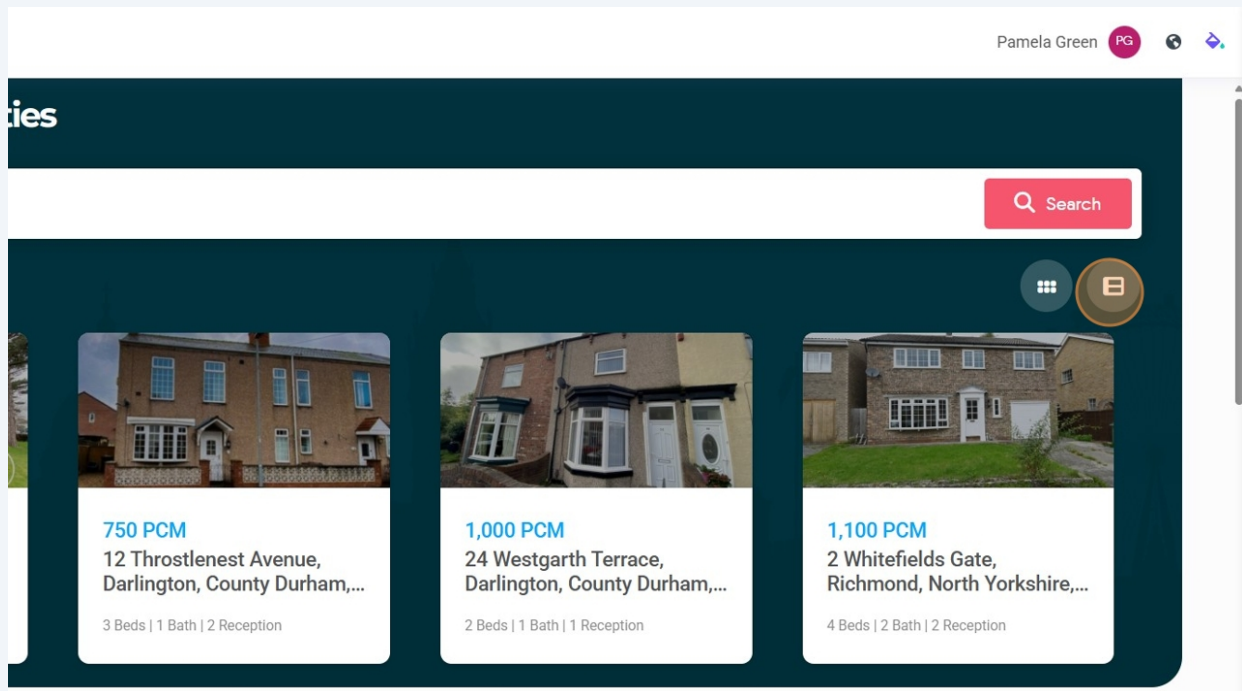 Pamela Green PG
ties
Search
750 PCM
12 Throstlenest Avenue,
Darlington, County Durham,...
3 Beds | 1 Bath | 2 Reception
1,000 PCM
24 Westgarth Terrace,
Darlington, County Durham,...
2 Beds | 1 Bath | 1 Reception
1,100 PCM
2 Whitefields Gate,
Richmond, North Yorkshire,...
4 Beds | 2 Bath | 2 Reception